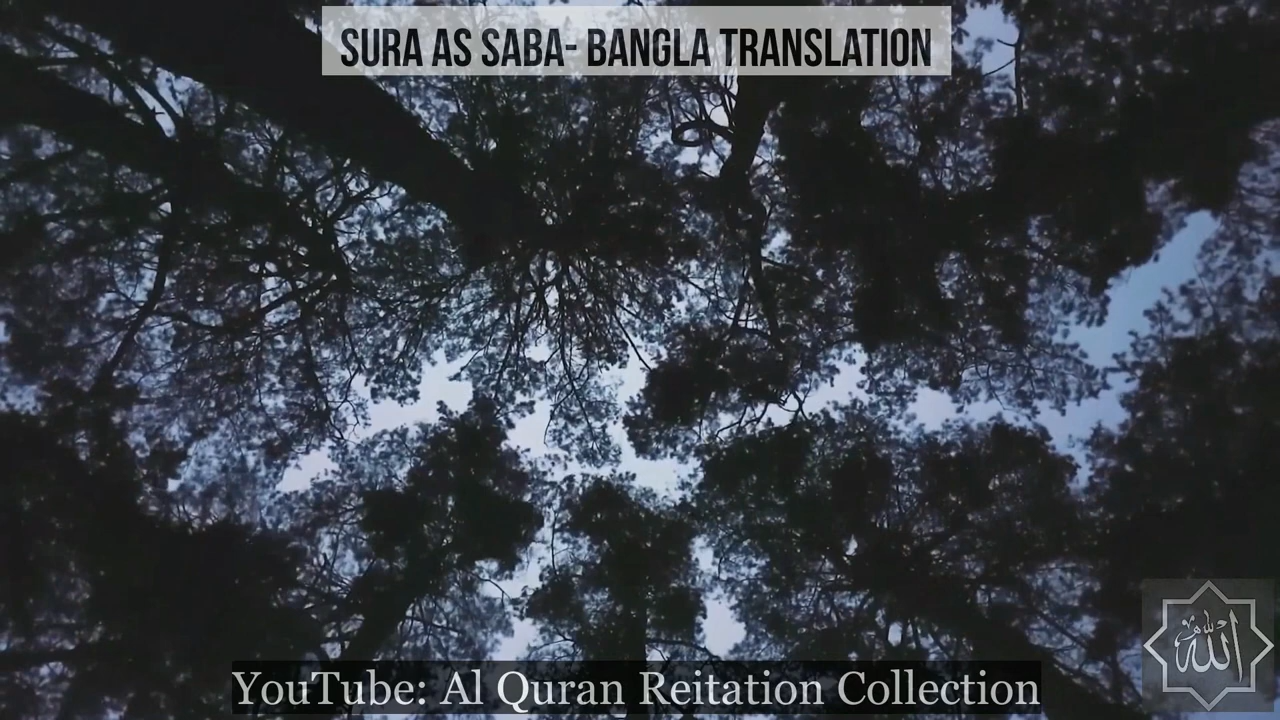 SURA AS SABA- BANGLA TRANSLATION
الله
YouTube: Al Quran Reitation Collection